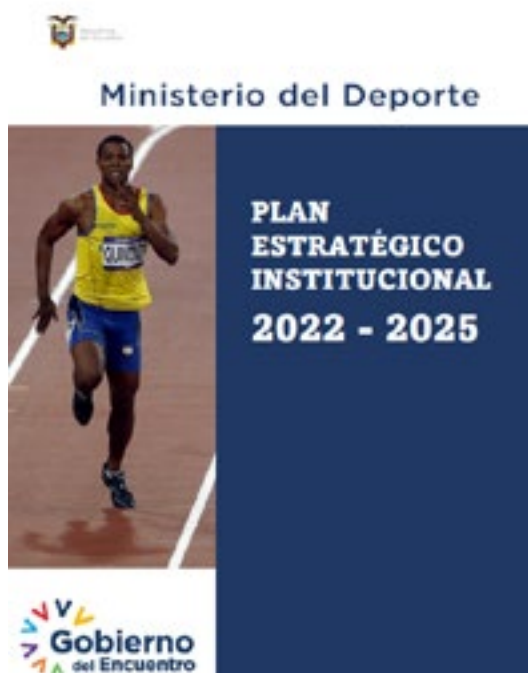 Ministerio del Deporte
PLAN
ESTRATÉGICO
INSTITUCIONAL
2022 - 2025
Gobierno
del Encuentro